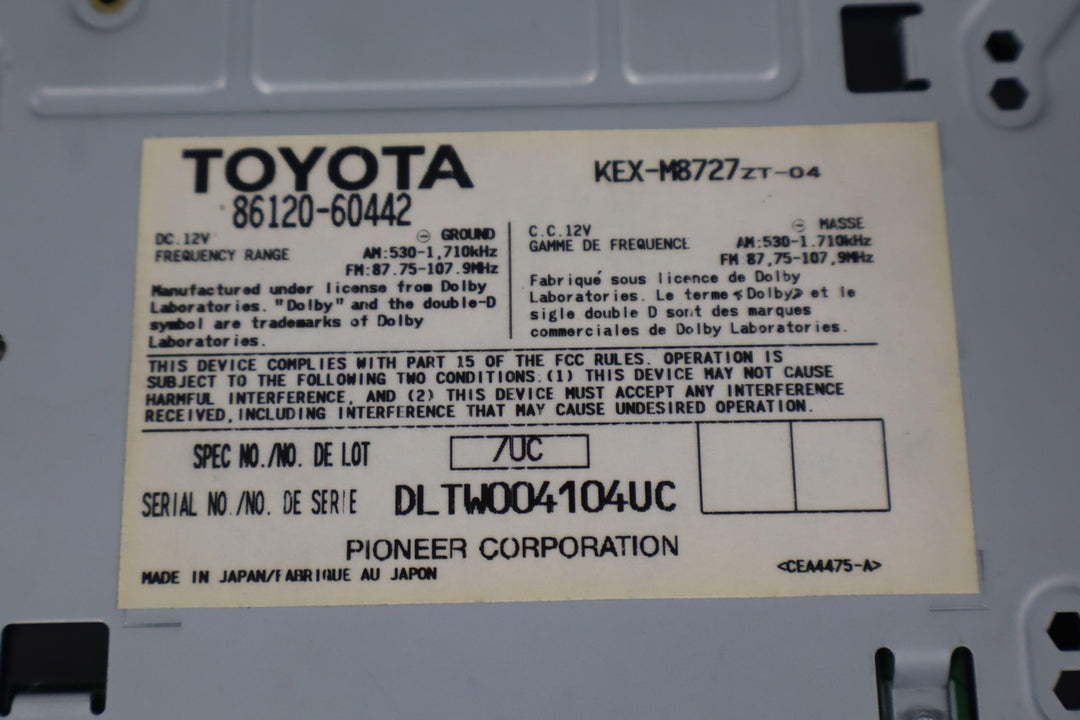 TOYOTA
KEX-M8727ZT-04
86120-60442
DC.12V ⊖ GROUND
FREQUENCY RANGE AM:530-1,710kHz
FM:87.75-107.9MHz
Manufactured under license from Dolby
Laboratories. "Dolby" and the double-D
symbol are trademarks of Dolby
Laboratories.
C.C.12V ⊖ MASSE
GAMME DE FREQUENCE AM:530-1.710kHz
FM 87,75-107,9MHz
Fabriqué sous licence de Dolby
Laboratories. Le terme «Dolby» et le
sigle double D sont des marques
commerciales de Dolby Laboratories.
THIS DEVICE COMPLIES WITH PART 15 OF THE FCC RULES. OPERATION IS
SUBJECT TO THE FOLLOWING TWO CONDITIONS:(1) THIS DEVICE MAY NOT CAUSE
HARMFUL INTERFERENCE, AND (2) THIS DEVICE MUST ACCEPT ANY INTERFERENCE
RECEIVED,INCLUDING INTERFERENCE THAT MAY CAUSE UNDESIRED OPERATION.
SPEC NO./NO. DE LOT /UC
SERIAL NO./NO. DE SERIE DLTW004104UC
PIONEER CORPORATION
MADE IN JAPAN/FABRIQUE AU JAPON <CEA4475-A>